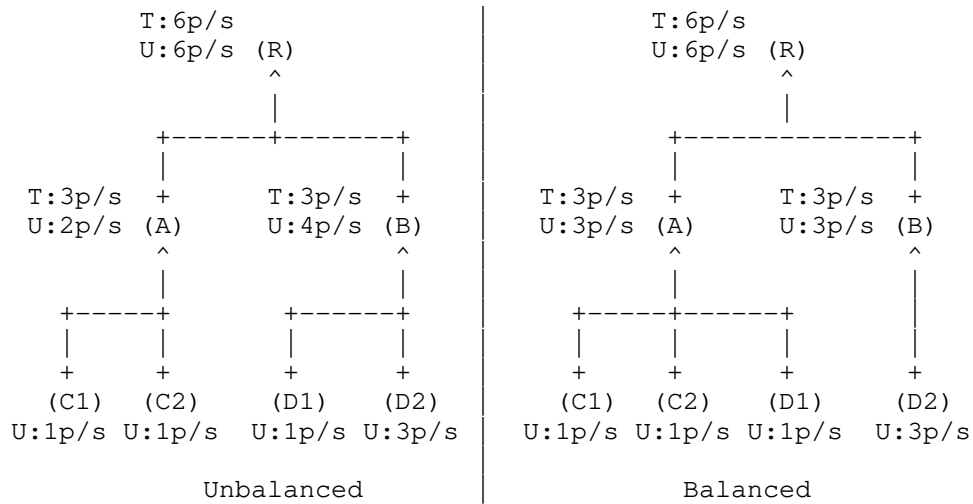 T:6p/s | T:6p/s
U:6p/s (R) | U:6p/s (R)
^ | ^
| | |
+------+-------+ | +---------------+
| | | | |
T:3p/s + T:3p/s + | T:3p/s + T:3p/s +
U:2p/s (A) U:4p/s (B) | U:3p/s (A) U:3p/s (B)
^ ^ | ^ ^
| | | | |
+-----+ +------+ | +-----+------+ |
| | | | | | | | |
+ + + + | + + + +
(C1) (C2) (D1) (D2) | (C1) (C2) (D1) (D2)
U:1p/s U:1p/s U:1p/s U:3p/s | U:1p/s U:1p/s U:1p/s U:3p/s
Unbalanced | Balanced